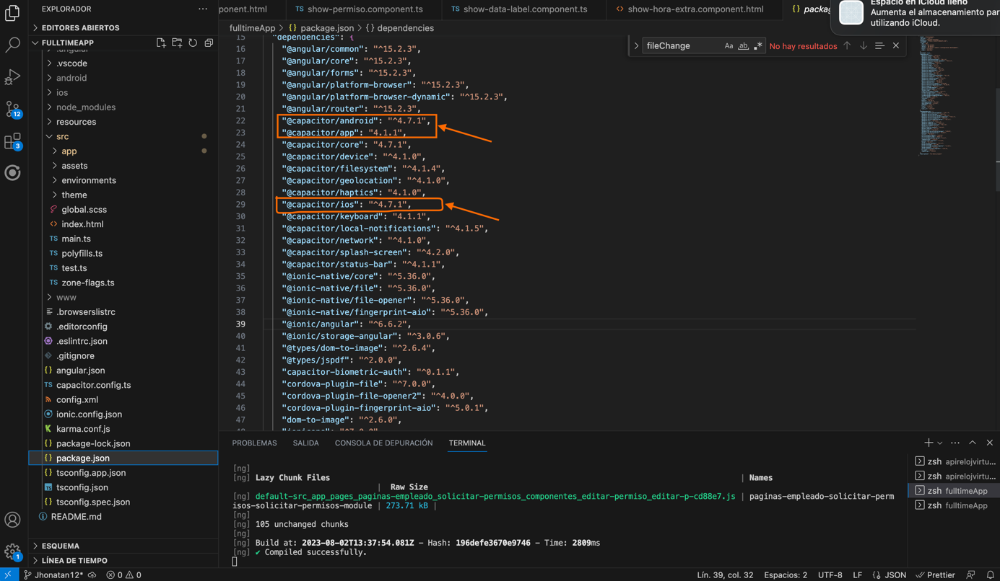 EXPLORADOR
EDITORES ABIERTOS
FULLTIMEAPP
.angular
.vscode
android
ios
node_modules
resources
src
app
assets
environments
theme
global.scss
index.html
TS main.ts
TS polyfills.ts
TS test.ts
TS zone-flags.ts
www
.browserslistrc
.editorconfig
.eslintrc.json
.gitignore
{} angular.json
TS capacitor.config.ts
config.xml
ionic.config.json
karma.conf.js
{} package-lock.json
{} package.json
{} tsconfig.app.json
tsconfig.json
{} tsconfig.spec.json
README.md
ESQUEMA
LÍNEA DE TIEMPO
12
3
1
ponent.html
TS show-permiso.component.ts
TS show-data-label.component.ts
<> show-hora-extra.component.html
{} packag
Espacio en iCloud lleno
Aumenta el almacenamiento par
utilizando iCloud.
fulltimeApp > {} package.json > {} dependencies
fileChange
Aa
ab
No hay resultados
15 "dependencies": {
16 "@angular/common": "^15.2.3",
17 "@angular/core": "^15.2.3",
18 "@angular/forms": "^15.2.3",
19 "@angular/platform-browser": "^15.2.3",
20 "@angular/platform-browser-dynamic": "^15.2.3",
21 "@angular/router": "^15.2.3",
22 "@capacitor/android": "^4.7.1",
23 "@capacitor/app": "4.1.1",
24 "@capacitor/core": "4.7.1",
25 "@capacitor/device": "^4.1.0",
26 "@capacitor/filesystem": "^4.1.4",
27 "@capacitor/geolocation": "^4.1.0",
28 "@capacitor/haptics": "4.1.0",
29 "@capacitor/ios": "^4.7.1",
30 "@capacitor/keyboard": "4.1.1",
31 "@capacitor/local-notifications": "^4.1.5",
32 "@capacitor/network": "^4.1.0",
33 "@capacitor/splash-screen": "^4.2.0",
34 "@capacitor/status-bar": "^4.1.1",
35 "@ionic-native/core": "^5.36.0",
36 "@ionic-native/file": "^5.36.0",
37 "@ionic-native/file-opener": "^5.36.0",
38 "@ionic-native/fingerprint-aio": "^5.36.0",
39 "@ionic/angular": "^6.6.2",
40 "@ionic/storage-angular": "^3.0.6",
41 "@types/dom-to-image": "^2.6.4",
42 "@types/jspdf": "^2.0.0",
43 "capacitor-biometric-auth": "^0.1.1",
44 "cordova-plugin-file": "^7.0.0",
45 "cordova-plugin-file-opener2": "^4.0.0",
46 "cordova-plugin-fingerprint-aio": "^5.0.1",
47 "dom-to-image": "^2.6.0",
PROBLEMAS SALIDA CONSOLA DE DEPURACIÓN TERMINAL
[ng]
[ng] Lazy Chunk Files | Names
| Raw Size
[ng] default-src_app_pages_paginas-empleado_solicitar-permisos_componentes_editar-permiso_editar-p-cd88e7.js | paginas-empleado-solicitar-perm
isos-solicitar-permisos-module | 273.71 kB |
[ng]
[ng] 105 unchanged chunks
[ng]
[ng] Build at: 2023-08-02T13:37:54.081Z - Hash: 196defe3670e9746 - Time: 2809ms
[ng] ✔ Compiled successfully.
zsh apirelojvirtu...
zsh apirelojvirtu...
zsh fulltimeApp
zsh fulltimeApp
Jhonatan12*
0
0
Lín. 39, col. 32
Espacios: 2
UTF-8
LF
{} JSON
Prettier